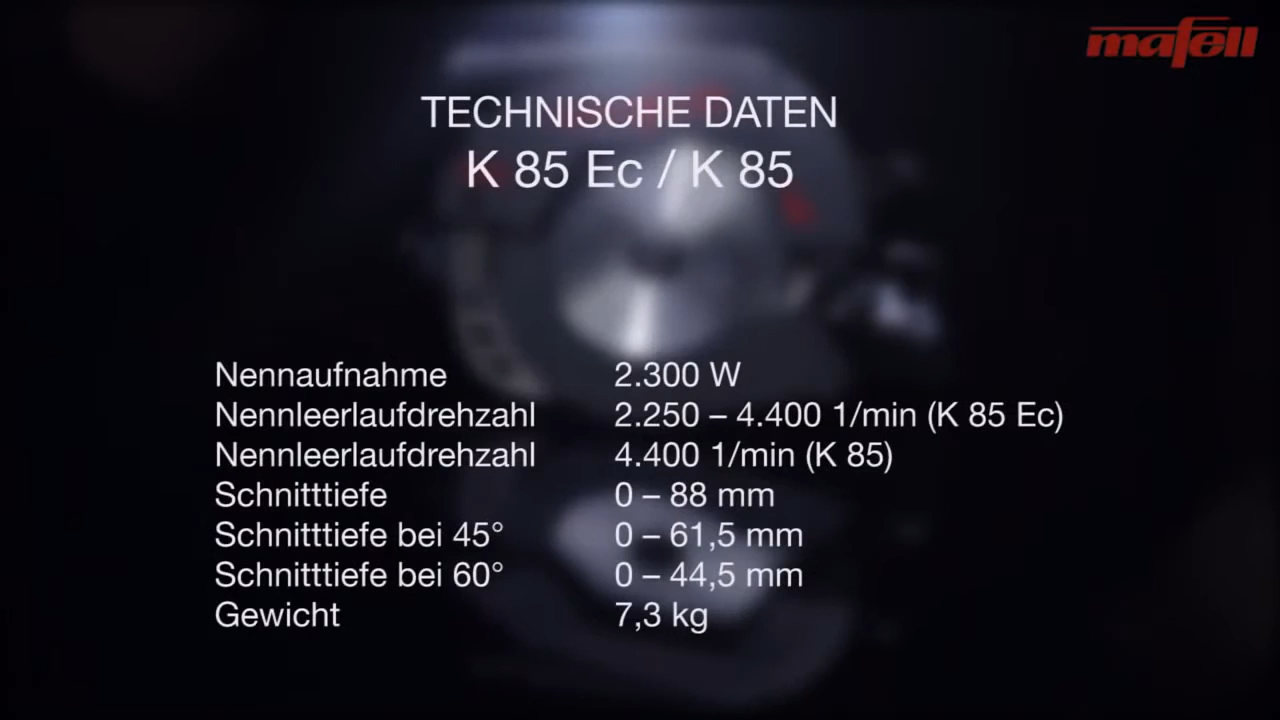 mafell
TECHNISCHE DATEN
K 85 Ec / K 85
Nennaufnahme 2.300 W
Nennleerlaufdrehzahl 2.250 – 4.400 1/min (K 85 Ec)
Nennleerlaufdrehzahl 4.400 1/min (K 85)
Schnitttiefe 0 – 88 mm
Schnitttiefe bei 45° 0 – 61,5 mm
Schnitttiefe bei 60° 0 – 44,5 mm
Gewicht 7,3 kg